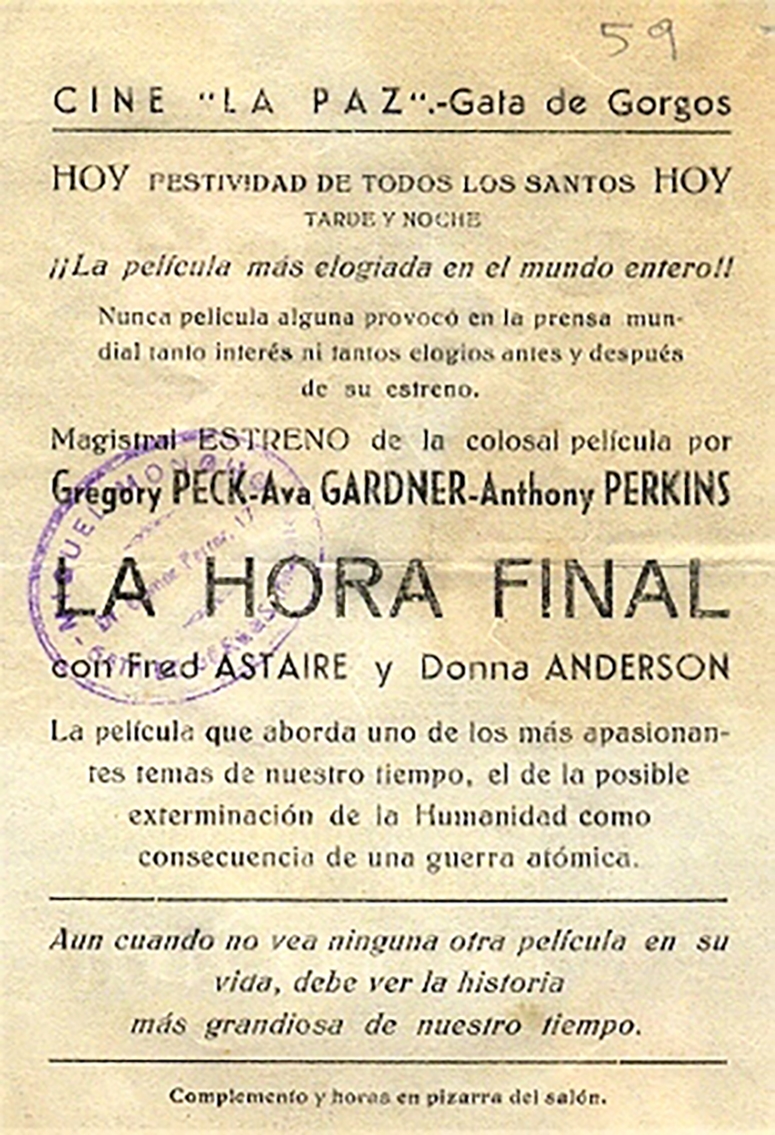 59
CINE "LA PAZ".-Gata de Gorgos
HOY FESTIVIDAD DE TODOS LOS SANTOS HOY
TARDE Y NOCHE
¡¡La película más elogiada en el mundo entero!!
Nunca pelicula alguna provocó en la prensa mun-
dial tanto interés ni tantos elogios antes y después
de su estreno.
Magistral ESTRENO de la colosal película por
Gregory PECK-Ava GARDNER-Anthony PERKINS
LA HORA FINAL
con Fred ASTAIRE y Donna ANDERSON
La película que aborda uno de los más apasionan-
tes temas de nuestro tiempo, el de la posible
exterminación de la Humanidad como
consecuencia de una guerra atómica.
Aun cuando no vea ninguna otra película en su
vida, debe ver la historia
más grandiosa de nuestro tiempo.
Complemento y horas en pizarra del salón.
MIGUEL